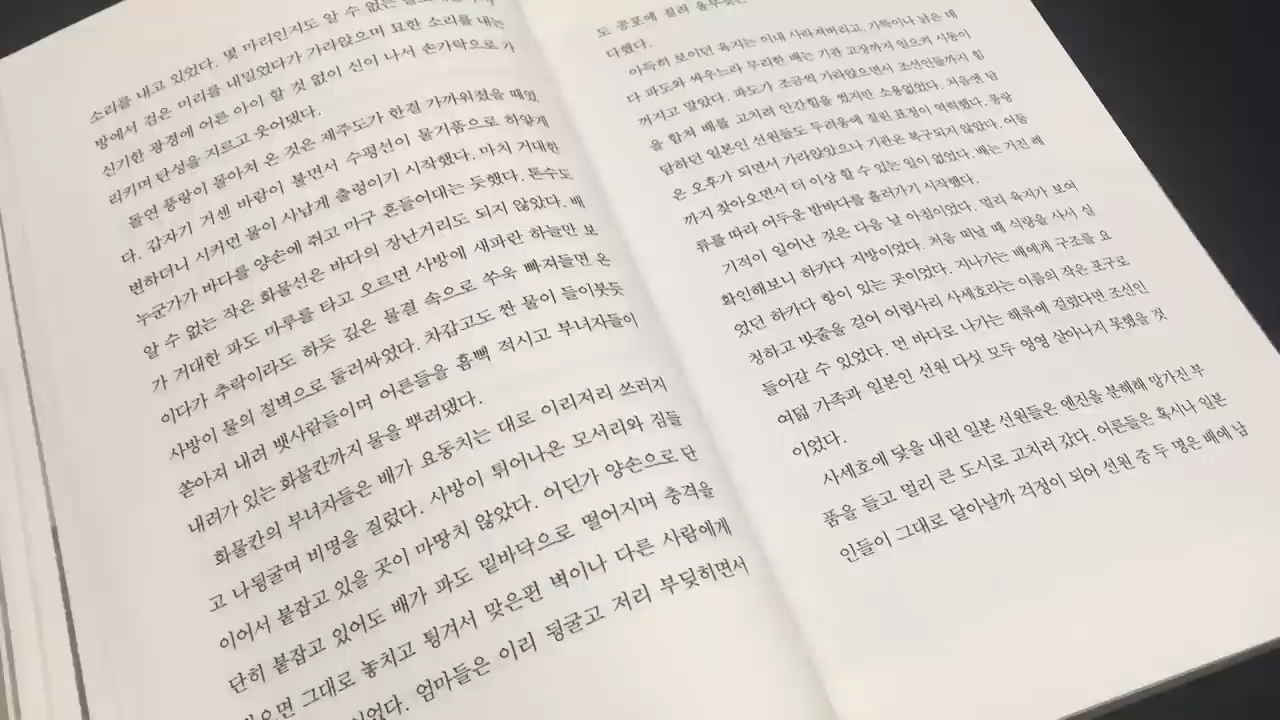 소리를 내고 있었다. 몇 마리인지도 알 수 없는
방에서 검은 머리를 내밀었다가 가라앉으며 묘한 소리를 내는
신기한 광경에 어른 아이 할 것 없이 신이 나서 손가락으로 가
리키며 탄성을 지르고 웃어댔다.
돌연 풍랑이 몰아쳐 온 것은 제주도가 한결 가까워졌을 때였
다. 갑자기 거센 바람이 불면서 수평선이 물거품으로 하얗게
변하더니 시커먼 물이 사납게 출렁이기 시작했다. 마치 거대한
누군가가 바다를 양손에 쥐고 마구 흔들어대는 듯했다. 톤수도
알 수 없는 작은 화물선은 바다의 장난거리도 되지 않았다. 배
가 거대한 파도 마루를 타고 오르면 사방에 새파란 하늘만 보
이다가 추락이라도 하듯 깊은 물결 속으로 쑤욱 빠져들면 온
사방이 물의 절벽으로 둘러싸였다. 차갑고도 짠 물이 들이붓듯
쏟아져 내려 뱃사람들이며 어른들을 흠뻑 적시고 부녀자들이
내려가 있는 화물칸까지 물을 뿌려댔다.
화물칸의 부녀자들은 배가 요동치는 대로 이리저리 쓰러지
고 나뒹굴며 비명을 질렀다. 사방이 튀어나온 모서리와 짐들
이어서 붙잡고 있을 곳이 마땅치 않았다. 어딘가 양손으로 단
단히 붙잡고 있어도 배가 파도 밑바닥으로 떨어지며 충격을
으면 그대로 놓치고 튕겨서 맞은편 벽이나 다른 사람에게
엄마들은 이리 뒹굴고 저리 부딪히면서
도 공포에 질려
다했다.
아득히 보이던 육지는 이내 사라져버리고, 가뜩이나 낡은 데
다 파도와 싸우느라 무리한 배는 기관 고장까지 일으켜 시동이
꺼지고 말았다. 파도가 조금씩 가라앉으면서 조선인들까지 힘
을 합쳐 배를 고치려 안간힘을 썼지만 소용없었다. 처음엔 담
담하던 일본인 선원들도 두려움에 질린 표정이 역력했다. 풍랑
은 오후가 되면서 가라앉았으나 기관은 복구되지 않았다. 어둠
까지 찾아오면서 더 이상 할 수 있는 일이 없었다. 배는 거친 해
류를 따라 어두운 밤바다를 흘러가기 시작했다.
기적이 일어난 것은 다음 날 아침이었다. 멀리 육지가 보여
확인해보니 하카다 지방이었다. 처음 떠날 때 식량을 사서 실
었던 하카다 항이 있는 곳이었다. 지나가는 배에게 구조를 요
청하고 밧줄을 걸어 어렵사리 사세호라는 이름의 작은 포구로
들어갈 수 있었다. 먼 바다로 나가는 해류에 걸렸다면 조선인
여덟 가족과 일본인 선원 다섯 모두 영영 살아나지 못했을 것
이었다.
사세호에 닻을 내린 일본 선원들은 엔진을 분해해 망가진 부
품을 들고 멀리 큰 도시로 고치러 갔다. 어른들은 혹시나 일본
인들이 그대로 달아날까 걱정이 되어 선원 중 두 명은 배에 남